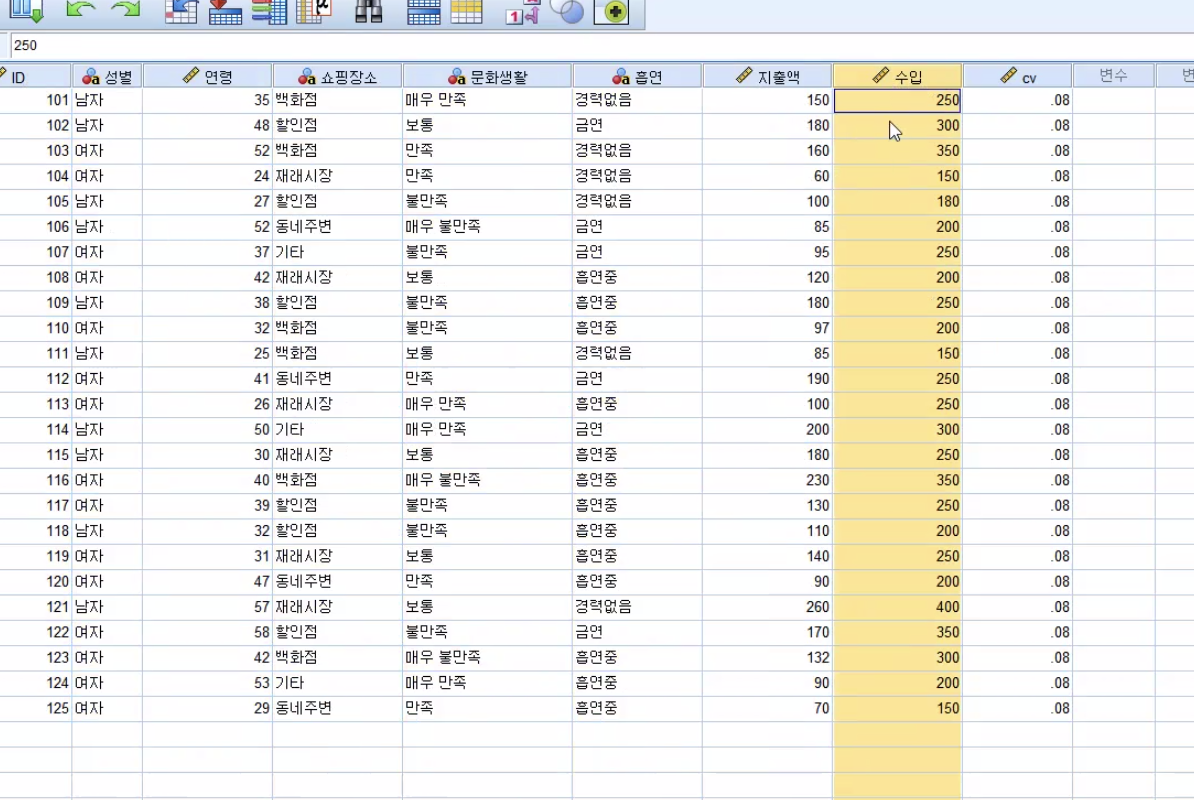 250
ID 성별 연령 쇼핑장소 문화생활 흡연 지출액 수입 cv 변수
101 남자 35 백화점 매우 만족 경력없음 150 250 .08
102 남자 48 할인점 보통 금연 180 300 .08
103 여자 52 백화점 만족 경력없음 160 350 .08
104 여자 24 재래시장 만족 경력없음 60 150 .08
105 남자 27 할인점 불만족 경력없음 100 180 .08
106 남자 52 동네주변 매우 불만족 금연 85 200 .08
107 여자 37 기타 불만족 금연 95 250 .08
108 여자 42 재래시장 보통 흡연중 120 200 .08
109 남자 38 할인점 불만족 흡연중 180 250 .08
110 여자 32 백화점 불만족 흡연중 97 200 .08
111 남자 25 백화점 보통 경력없음 85 150 .08
112 여자 41 동네주변 만족 금연 190 250 .08
113 여자 26 재래시장 매우 만족 흡연중 100 250 .08
114 남자 50 기타 매우 만족 금연 200 300 .08
115 남자 30 재래시장 보통 흡연중 180 250 .08
116 여자 40 백화점 매우 불만족 흡연중 230 350 .08
117 여자 39 할인점 불만족 흡연중 130 250 .08
118 남자 32 할인점 불만족 흡연중 110 200 .08
119 여자 31 재래시장 보통 흡연중 140 250 .08
120 여자 47 동네주변 만족 흡연중 90 200 .08
121 남자 57 재래시장 보통 경력없음 260 400 .08
122 여자 58 할인점 불만족 금연 170 350 .08
123 여자 42 백화점 매우 불만족 흡연중 132 300 .08
124 여자 53 기타 매우 만족 흡연중 90 200 .08
125 여자 29 동네주변 만족 흡연중 70 150 .08